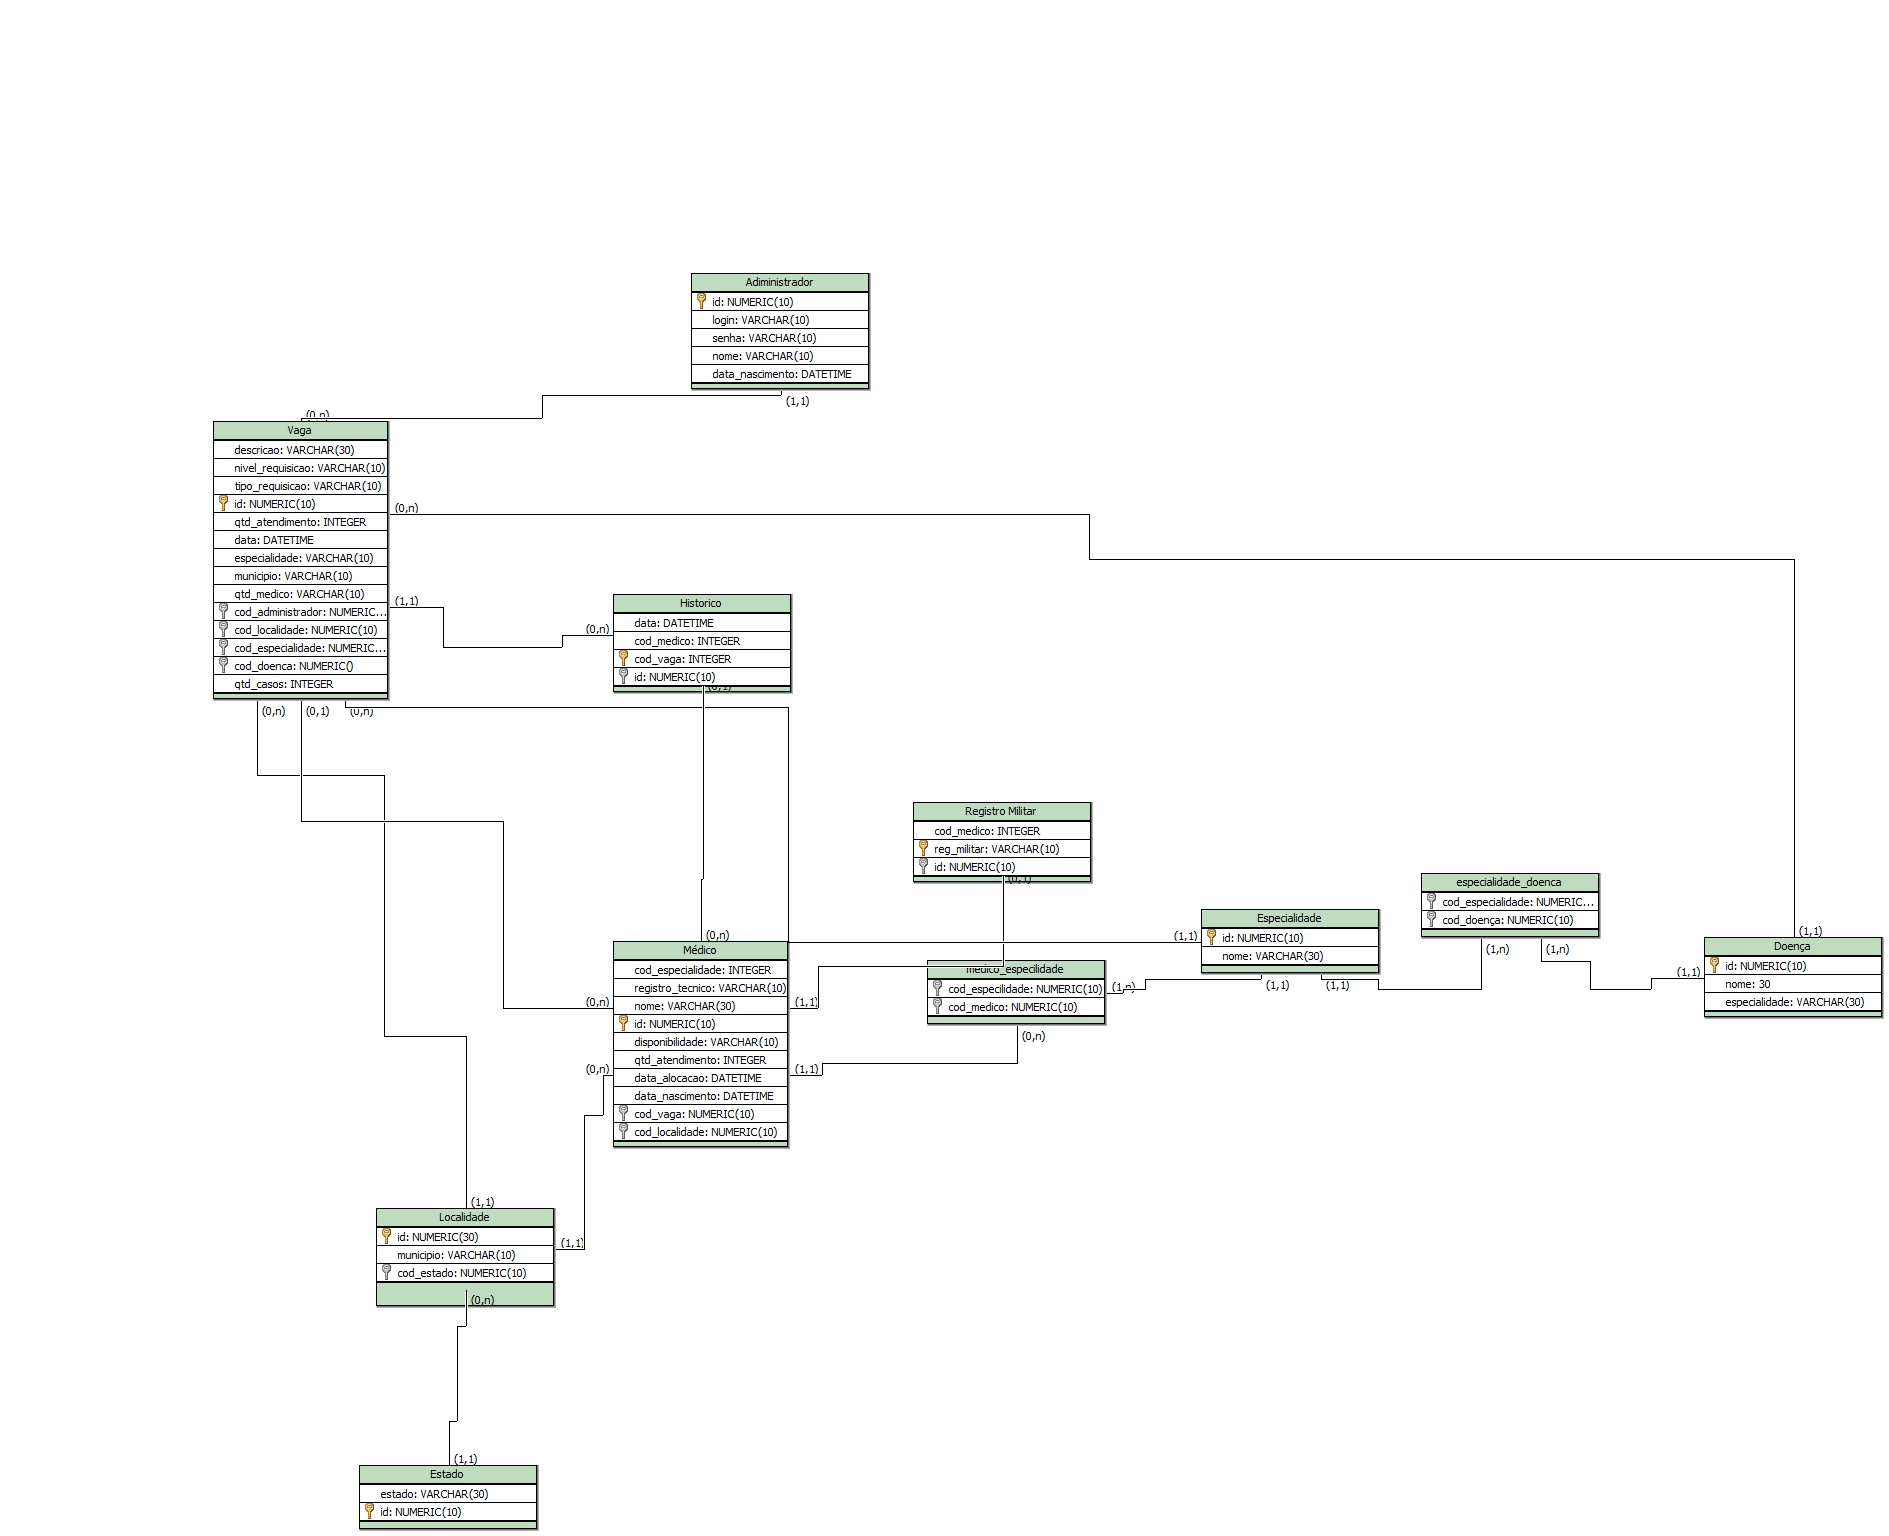 Adiministrador
id: NUMERIC(10)
login: VARCHAR(10)
senha: VARCHAR(10)
nome: VARCHAR(10)
data_nascimento: DATETIME
(1,1)
(0,n)
Vaga
descricao: VARCHAR(30)
nivel_requisicao: VARCHAR(10)
tipo_requisicao: VARCHAR(10)
id: NUMERIC(10)
qtd_atendimento: INTEGER
data: DATETIME
especialidade: VARCHAR(10)
municipio: VARCHAR(10)
qtd_medico: VARCHAR(10)
cod_administrador: NUMERIC...
cod_localidade: NUMERIC(10)
cod_especialidade: NUMERIC...
cod_doenca: NUMERIC()
qtd_casos: INTEGER
(0,n)
(1,1)
(0,n)
(0,1)
(0,n)
Historico
data: DATETIME
cod_medico: INTEGER
cod_vaga: INTEGER
id: NUMERIC(10)
(0,n)
(0,1)
Registro Militar
cod_medico: INTEGER
reg_militar: VARCHAR(10)
id: NUMERIC(10)
(0,1)
especialidade_doenca
cod_especialidade: NUMERIC...
cod_doença: NUMERIC(10)
(1,n)
(1,n)
Especialidade
id: NUMERIC(10)
nome: VARCHAR(30)
(1,1)
(1,1)
(1,1)
Doença
id: NUMERIC(10)
nome: 30
especialidade: VARCHAR(30)
(1,1)
(1,1)
Médico
cod_especialidade: INTEGER
registro_tecnico: VARCHAR(10)
nome: VARCHAR(30)
id: NUMERIC(10)
disponibilidade: VARCHAR(10)
qtd_atendimento: INTEGER
data_alocacao: DATETIME
data_nascimento: DATETIME
cod_vaga: NUMERIC(10)
cod_localidade: NUMERIC(10)
(0,n)
(0,n)
(0,n)
(1,1)
(1,1)
medico_especilidade
cod_especilidade: NUMERIC(10)
cod_medico: NUMERIC(10)
(1,n)
(0,n)
(1,1)
Localidade
id: NUMERIC(30)
municipio: VARCHAR(10)
cod_estado: NUMERIC(10)
(1,1)
(0,n)
(1,1)
Estado
estado: VARCHAR(30)
id: NUMERIC(10)